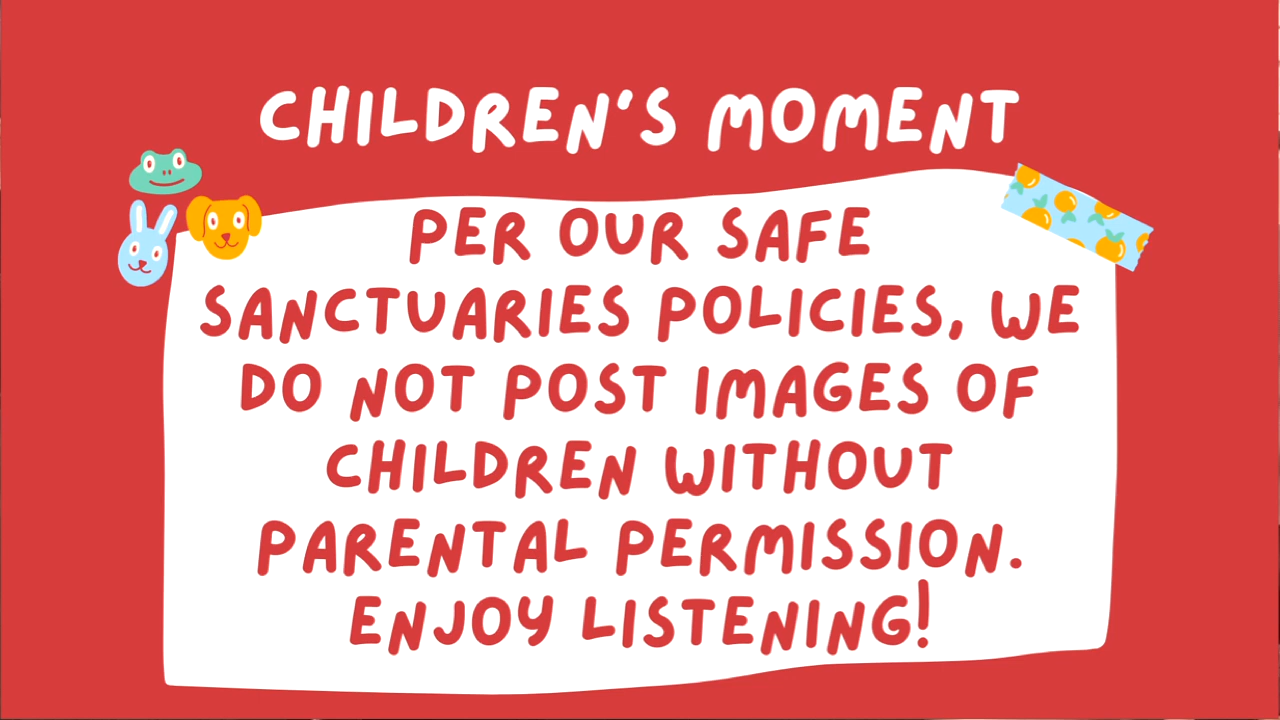 CHILDREN'S MOMENT
PER OUR SAFE
SANCTUARIES POLICIES, WE
DO NOT POST IMAGES OF
CHILDREN WITHOUT
PARENTAL PERMISSION.
ENJOY LISTENING!